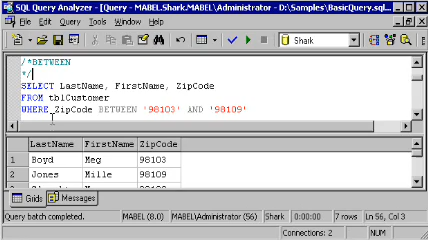 SQL Query Analyzer - [Query - MABEL.Shark.MABEL\Administrator D:\Samples\BasicQuery.sql...
File Edit Query Tools Window Help
Shark
/*BETWEEN
*/
SELECT LastName, FirstName, ZipCode
FROM tblCustomer
WHERE ZipCode BETWEEN '98103' AND '98109'
LastName FirstName ZipCode
1 Boyd Meg 98103
2 Jones Mille 98109
Grids Messages
Query batch completed. MABEL (8.0) MABEL\Administrator (56) Shark 0:00:00 7 rows Ln 56, Col 3
Connections: 2 NUM